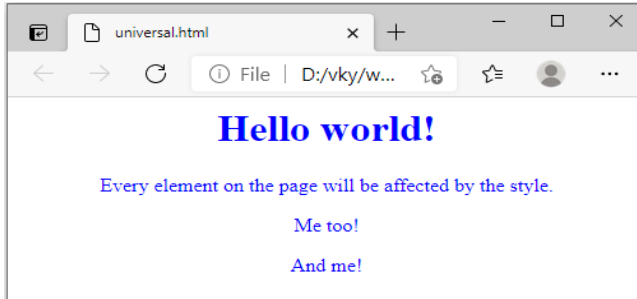 universal.html
File | D:/vky/w...
Hello world!
Every element on the page will be affected by the style.
Me too!
And me!